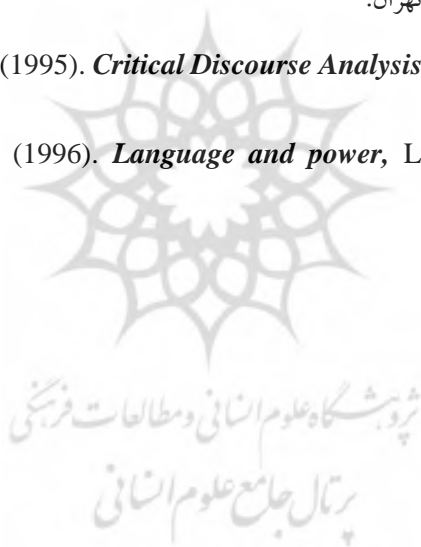 تهران.
(1995). Critical Discourse Analysis
(1996). Language and power, L
پژوهشگاه علوم انسانی و مطالعات فرهنگی
پرتال جامع علوم انسانی